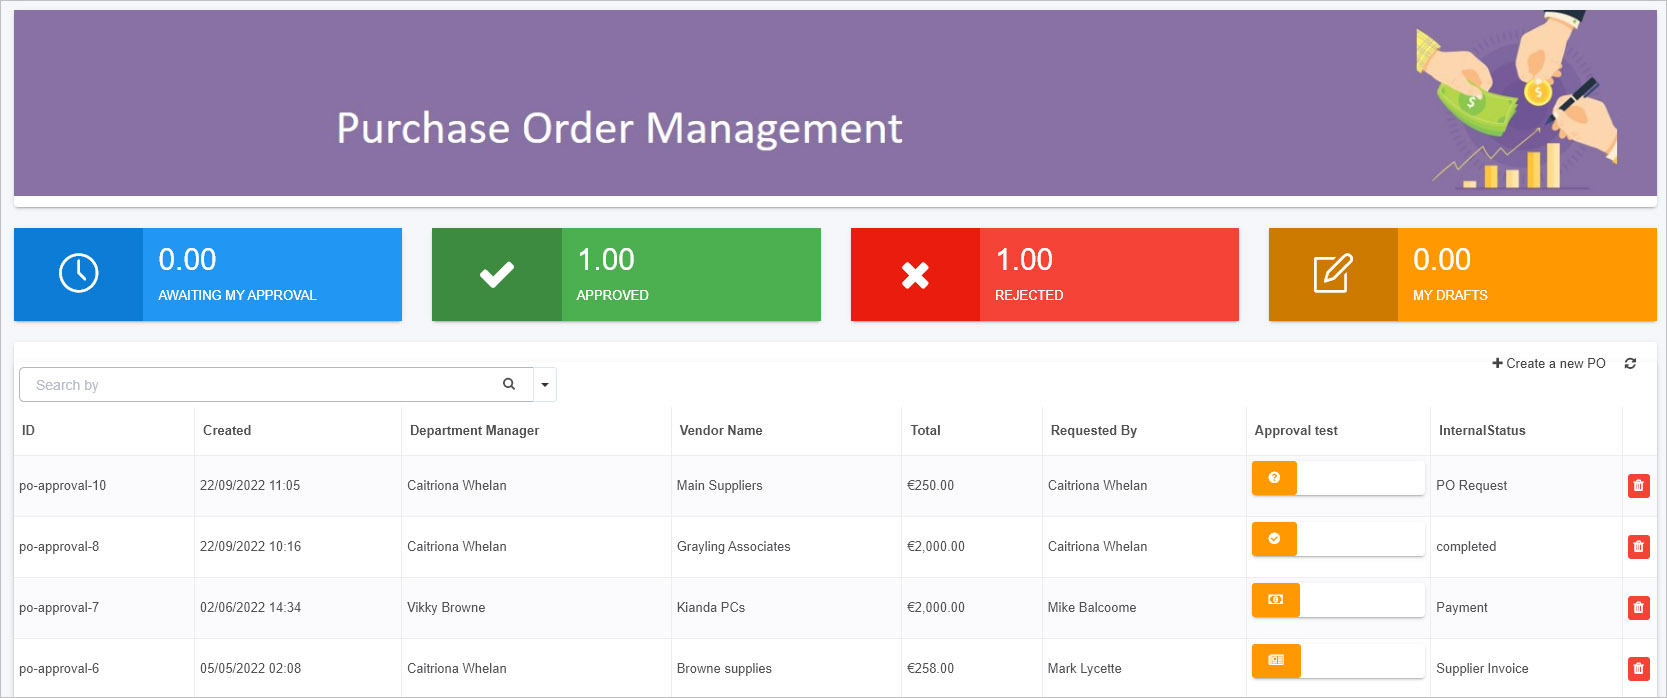 Purchase Order Management
0.00
AWAITING MY APPROVAL
1.00
APPROVED
1.00
REJECTED
0.00
MY DRAFTS
Create a new PO
Search by
ID Created Department Manager Vendor Name Total Requested By Approval test InternalStatus
po-approval-10 22/09/2022 11:05 Caitriona Whelan Main Suppliers €250.00 Caitriona Whelan PO Request
po-approval-8 22/09/2022 10:16 Caitriona Whelan Grayling Associates €2,000.00 Caitriona Whelan completed
po-approval-7 02/06/2022 14:34 Vikky Browne Kianda PCs €2,000.00 Mike Balcoome Payment
po-approval-6 05/05/2022 02:08 Caitriona Whelan Browne supplies €258.00 Mark Lycette Supplier Invoice